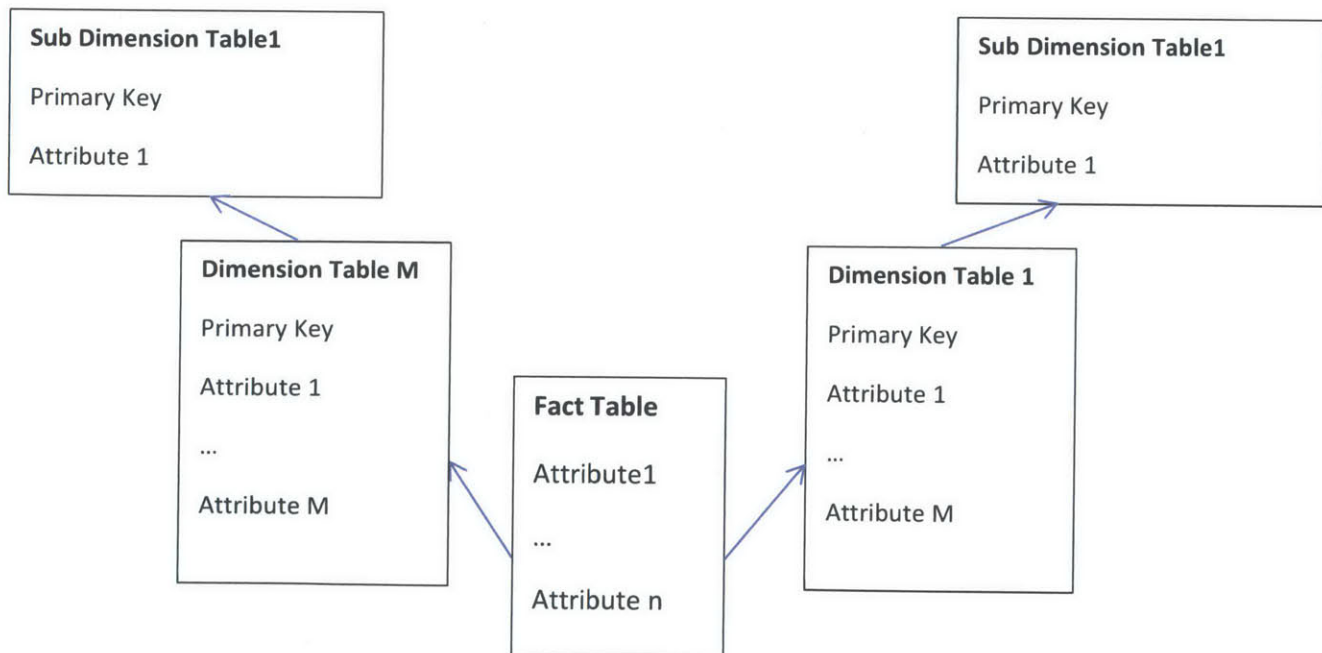 Sub Dimension Table1
Primary Key
Attribute 1
Sub Dimension Table1
Primary Key
Attribute 1
Dimension Table M
Primary Key
Attribute 1
...
Attribute M
Fact Table
Attribute1
...
Attribute n
Dimension Table 1
Primary Key
Attribute 1
...
Attribute M